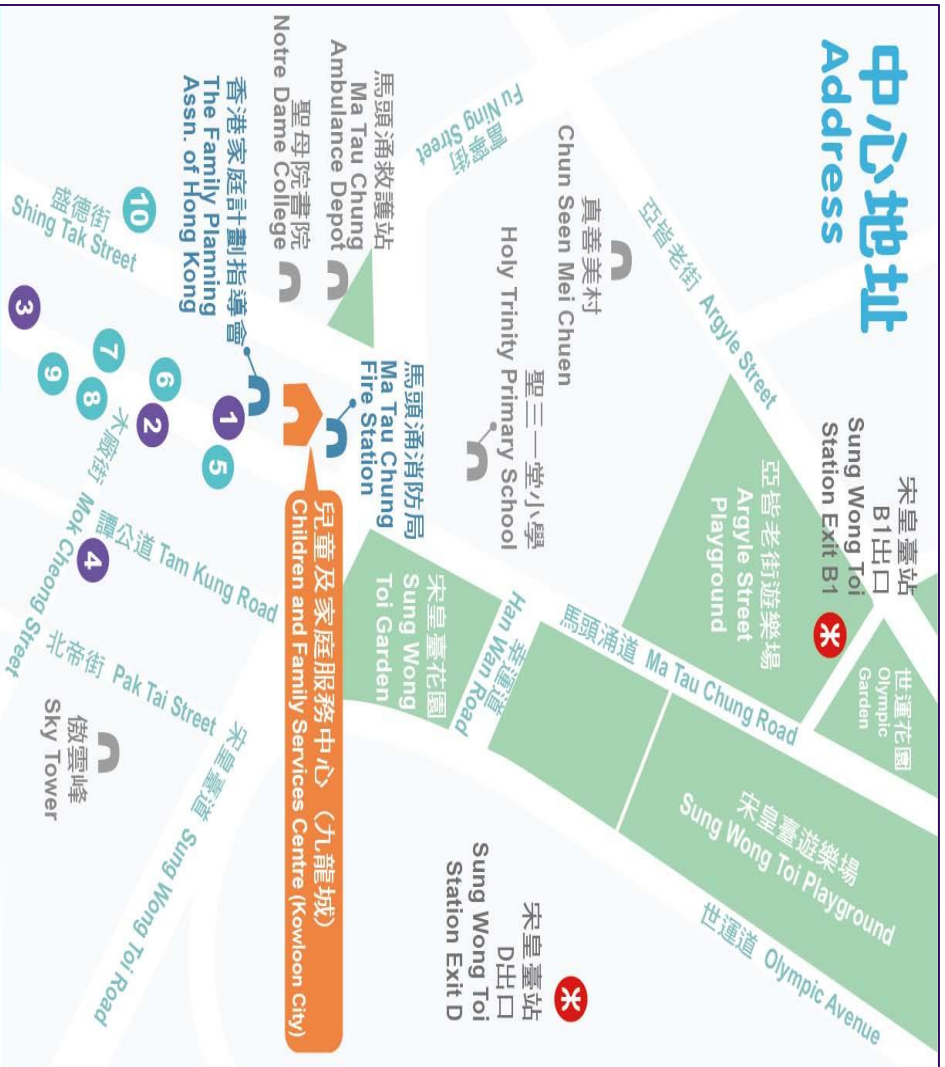 中心地址
Address
宋皇臺站
B1出口
Sung Wong Toi
Station Exit B1
世運花園
Olympic
Garden
亞皆老街 Argyle Street
亞皆老街遊樂場
Argyle Street
Playground
宋皇臺遊樂場
Sung Wong Toi Playground
世運道 Olympic Avenue
馬頭涌道 Ma Tau Chung Road
真善美村
Chun Seen Mei Chuen
聖三一堂小學
Holy Trinity Primary School
幸運道
Han Wan Road
宋皇臺站
D出口
Sung Wong Toi
Station Exit D
富寧街
Fu Ning Street
宋皇臺花園
Sung Wong
Toi Garden
馬頭涌消防局
Ma Tau Chung
Fire Station
馬頭涌救護站
Ma Tau Chung
Ambulance Depot
聖母院書院
Notre Dame College
兒童及家庭服務中心（九龍城）
Children and Family Services Centre (Kowloon City)
香港家庭計劃指導會
The Family Planning
Assn. of Hong Kong
譚公道 Tam Kung Road
宋皇臺道 Sung Wong Toi Road
北帝街 Pak Tai Street
木廠街 Mok Cheong Street
盛德街
Shing Tak Street
傲雲峰
Sky Tower
1
5
6
2
10
7
8
4
9
3